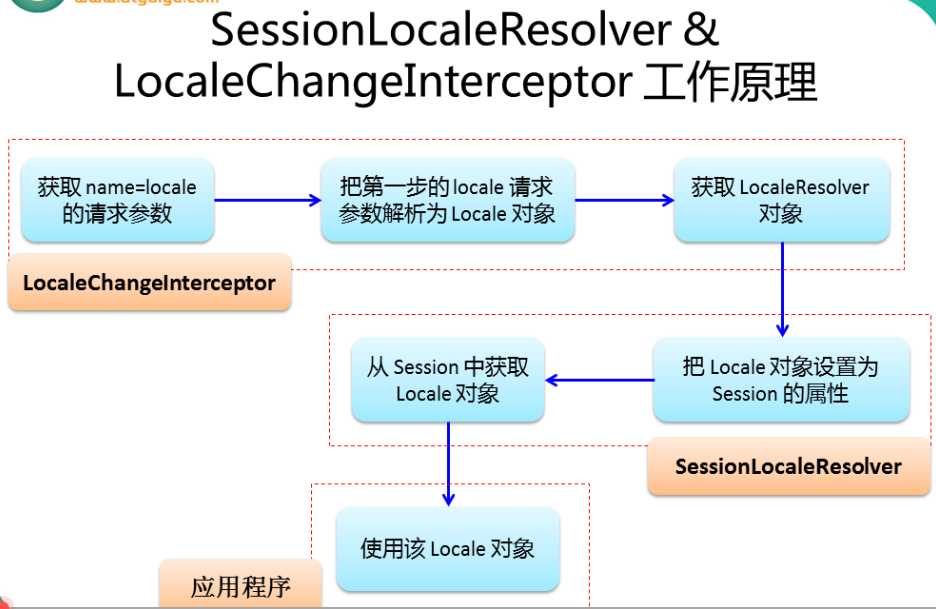 SessionLocaleResolver &
LocaleChangeInterceptor 工作原理
获取 name=locale
的请求参数
把第一步的 locale 请求
参数解析为 Locale 对象
获取 LocaleResolver
对象
LocaleChangeInterceptor
从 Session 中获取
Locale 对象
把 Locale 对象设置为
Session 的属性
SessionLocaleResolver
使用该 Locale 对象
应用程序